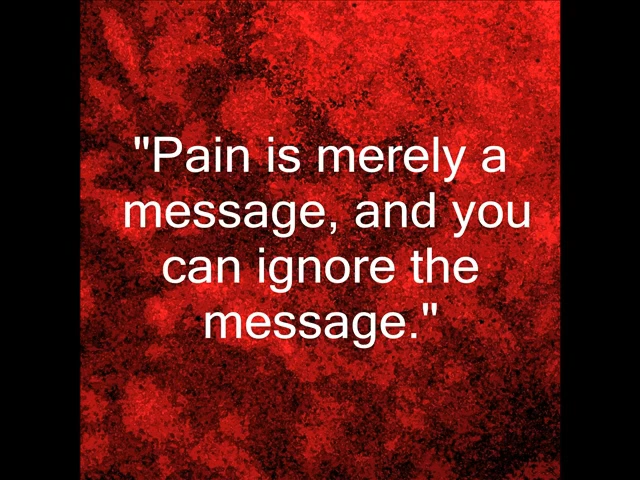 "Pain is merely a
message, and you
can ignore the
message."